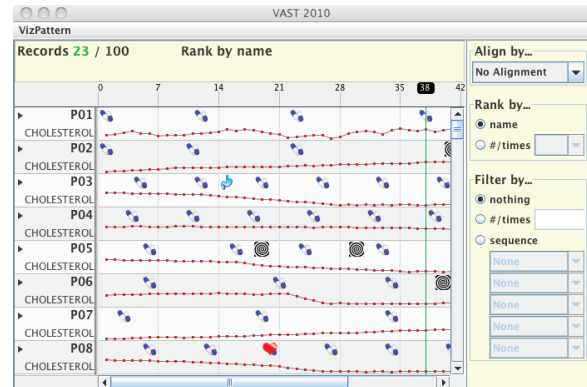 VAST 2010
VizPattern
Records 23 / 100 Rank by name
0 7 14 21 28 35 38 42
P01
CHOLESTEROL
P02
CHOLESTEROL
P03
CHOLESTEROL
P04
CHOLESTEROL
P05
CHOLESTEROL
P06
CHOLESTEROL
P07
CHOLESTEROL
P08
CHOLESTEROL
Align by...
No Alignment
Rank by...
name
#/times
Filter by...
nothing
#/times
sequence
None
None
None
None
None